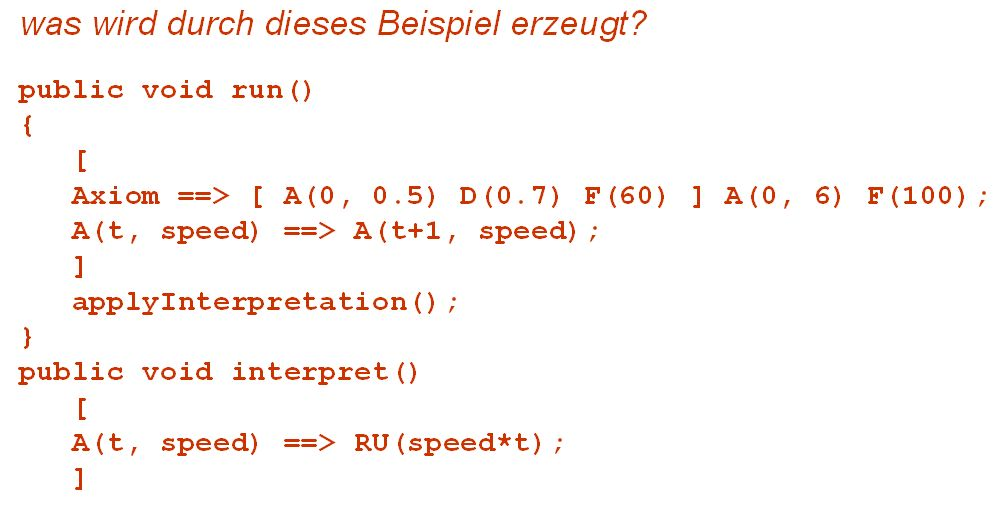 was wird durch dieses Beispiel erzeugt?
public void run()
{
[
Axiom ==> [ A(0, 0.5) D(0.7) F(60) ] A(0, 6) F(100);
A(t, speed) ==> A(t+1, speed);
]
applyInterpretation();
}
public void interpret()
[
A(t, speed) ==> RU(speed*t);
]